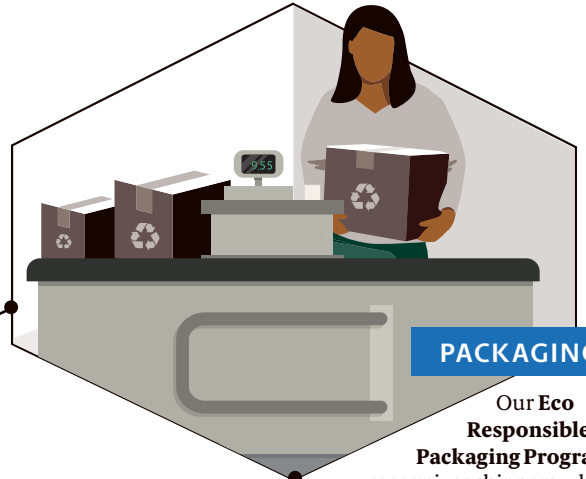 9.55
PACKAGING
Our Eco
Responsible
Packaging Progra